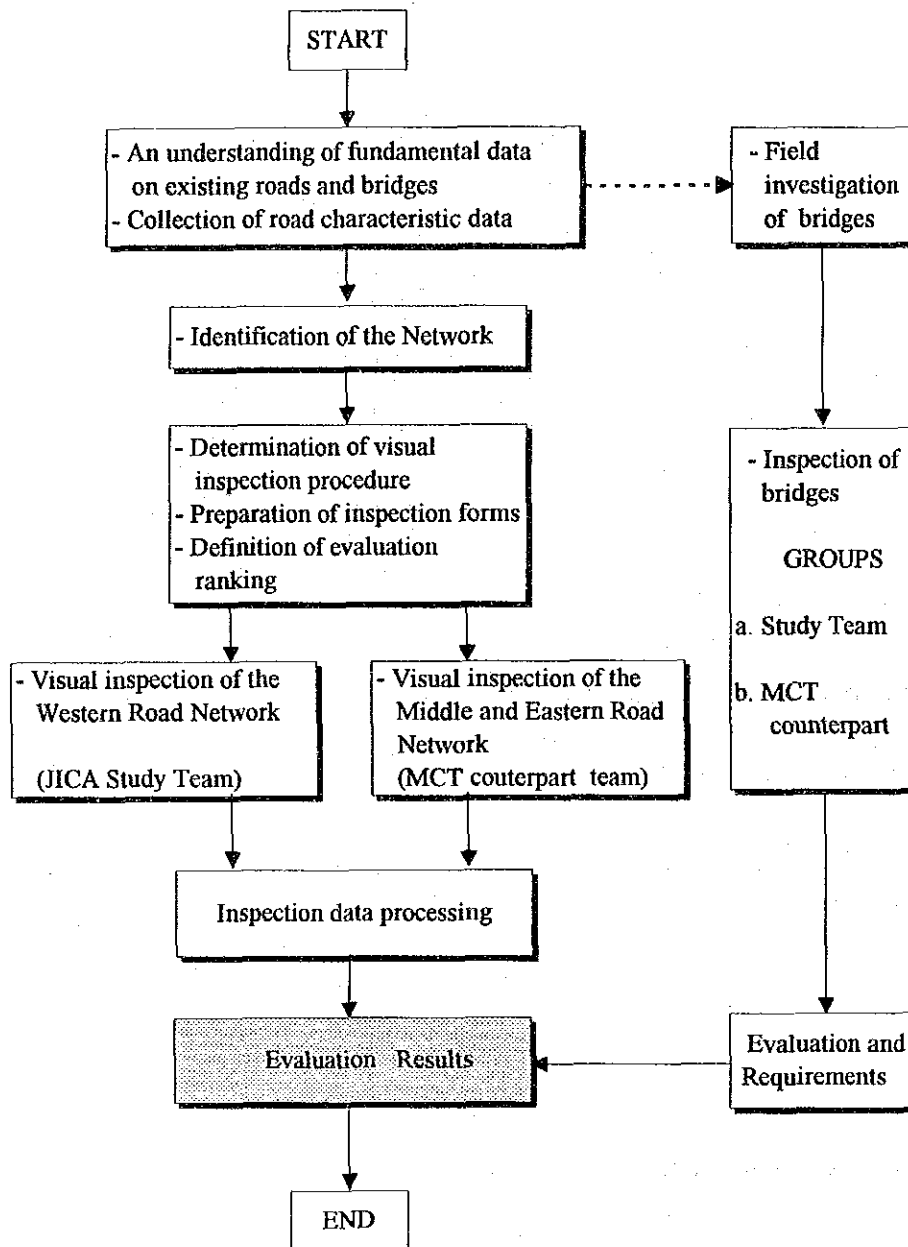 START
- An understanding of fundamental data
on existing roads and bridges
- Collection of road characteristic data
- Field
investigation
of bridges
- Identification of the Network
- Determination of visual
inspection procedure
- Preparation of inspection forms
- Definition of evaluation
ranking
- Inspection of
bridges
GROUPS
a. Study Team
b. MCT
counterpart
- Visual inspection of the
Western Road Network
(JICA Study Team)
- Visual inspection of the
Middle and Eastern Road
Network
(MCT couterpart team)
Inspection data processing
Evaluation Results
Evaluation and
Requirements
END